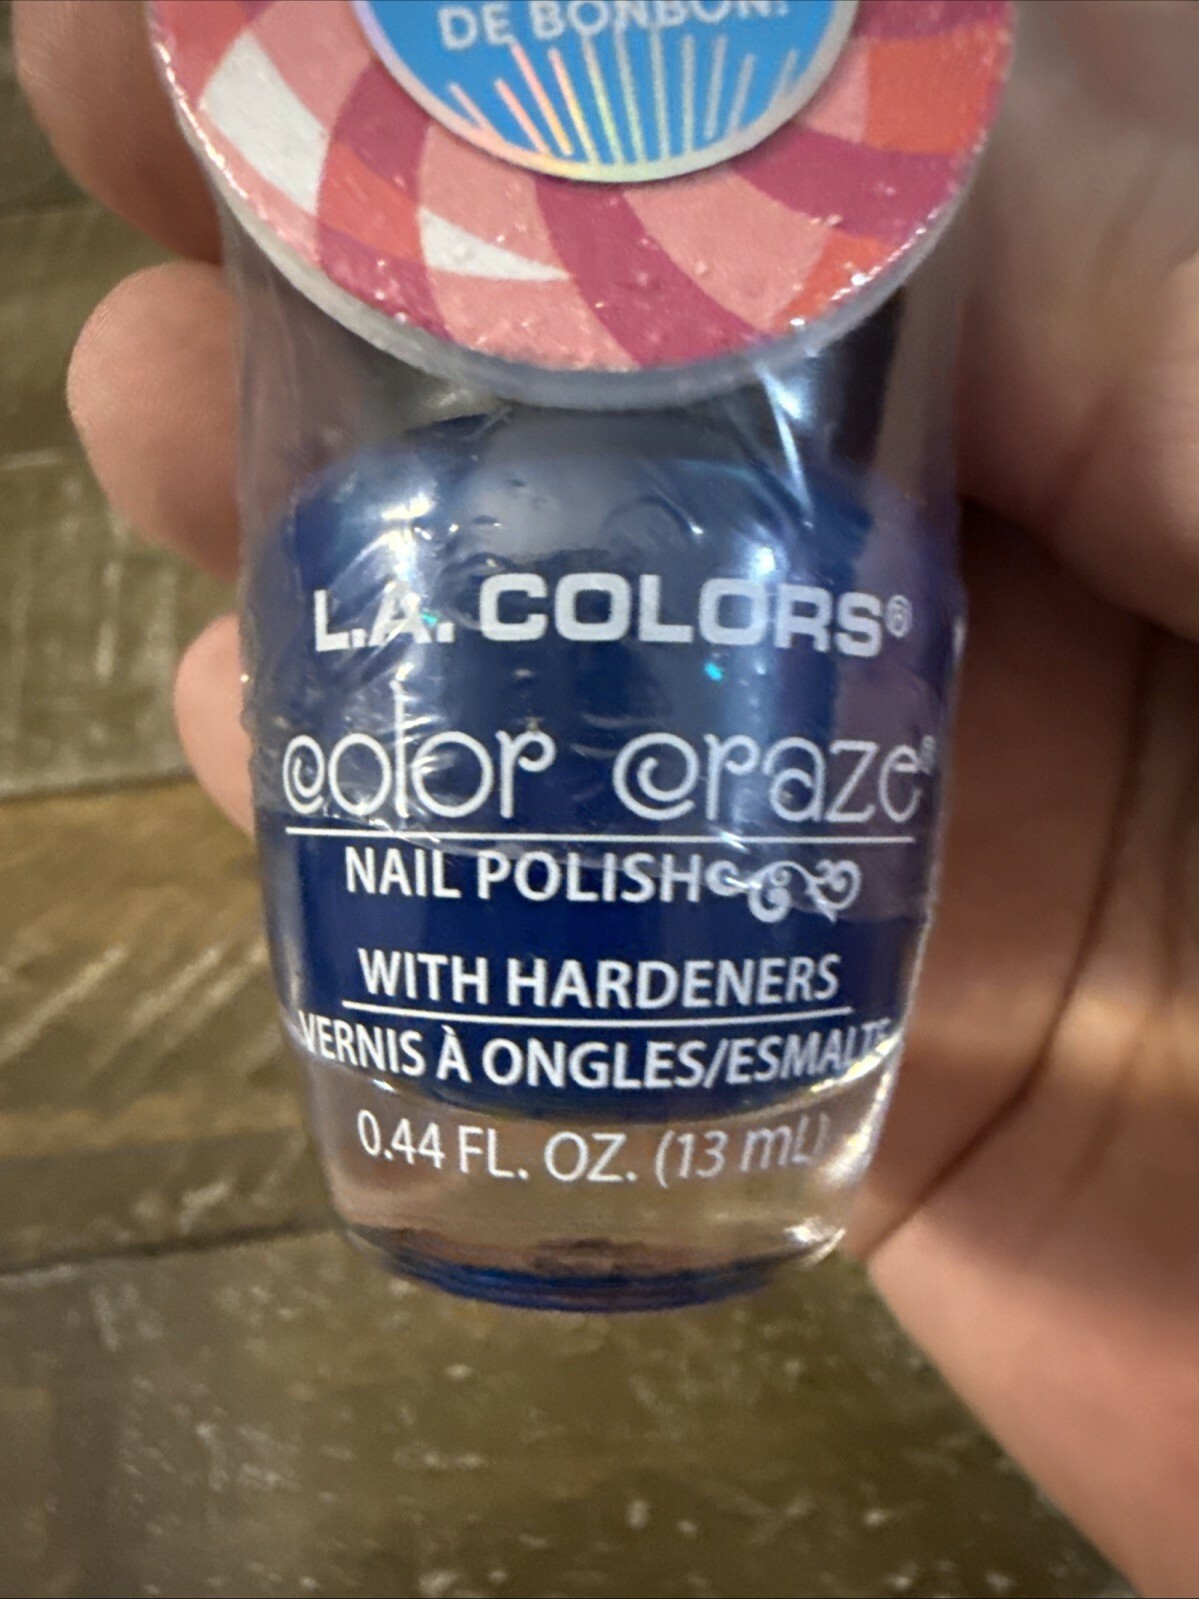 DE BONBON!
L.A. COLORS®
color craze®
NAIL POLISH
WITH HARDENERS
VERNIS À ONGLES/ESMALTE
0.44 FL. OZ. (13 mL)